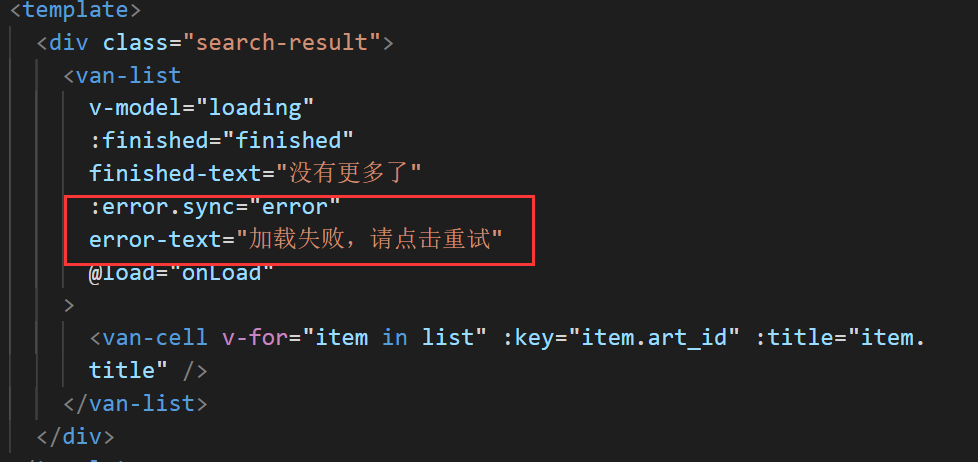 <template>
<div class="search-result">
<van-list
v-model="loading"
:finished="finished"
finished-text="没有更多了"
:error.sync="error"
error-text="加载失败，请点击重试"
@load="onLoad"
>
<van-cell v-for="item in list" :key="item.art_id" :title="item.
title" />
</van-list>
</div>